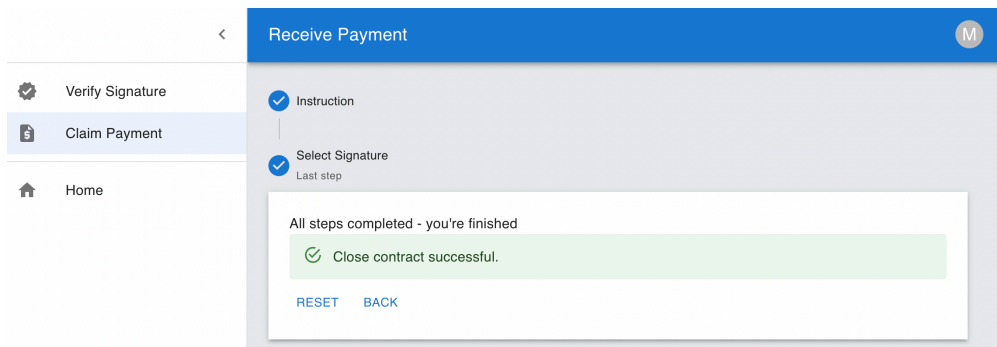 Receive Payment
M
Verify Signature
Claim Payment
Home
Instruction
Select Signature
Last step
All steps completed - you're finished
Close contract successful.
RESET
BACK